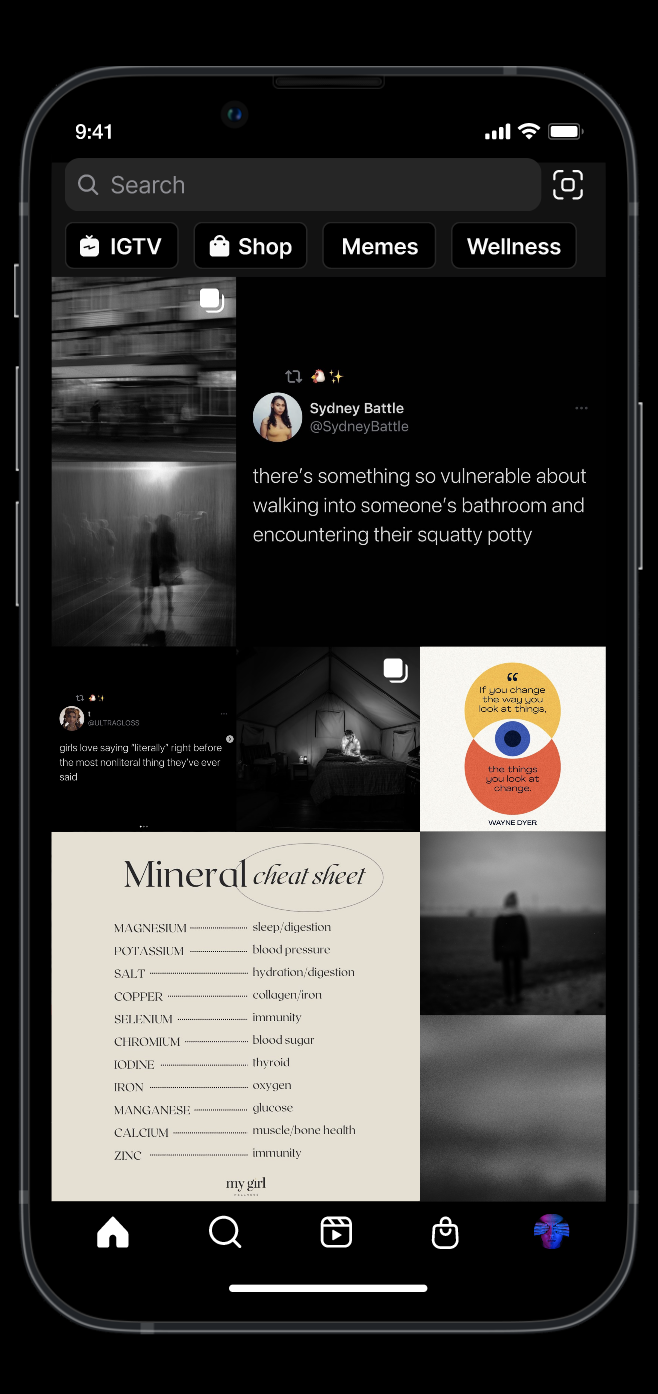 9:41
Search
IGTV
Shop
Memes
Wellness
Sydney Battle
@SydneyBattle
there's something so vulnerable about
walking into someone's bathroom and
encountering their squatty potty
1
@ULTRAGLOSS
girls love saying "literally" right before
the most nonliteral thing they've ever
said
“
If you change
the way you
look at things,
the things
you look at
change.
WAYNE DYER
Mineral cheat sheet
MAGNESIUM sleep/digestion
POTASSIUM blood pressure
SALT hydration/digestion
COPPER collagen/iron
SELENIUM immunity
CHROMIUM blood sugar
IODINE thyroid
IRON oxygen
MANGANESE glucose
CALCIUM muscle/bone health
ZINC immunity
my girl